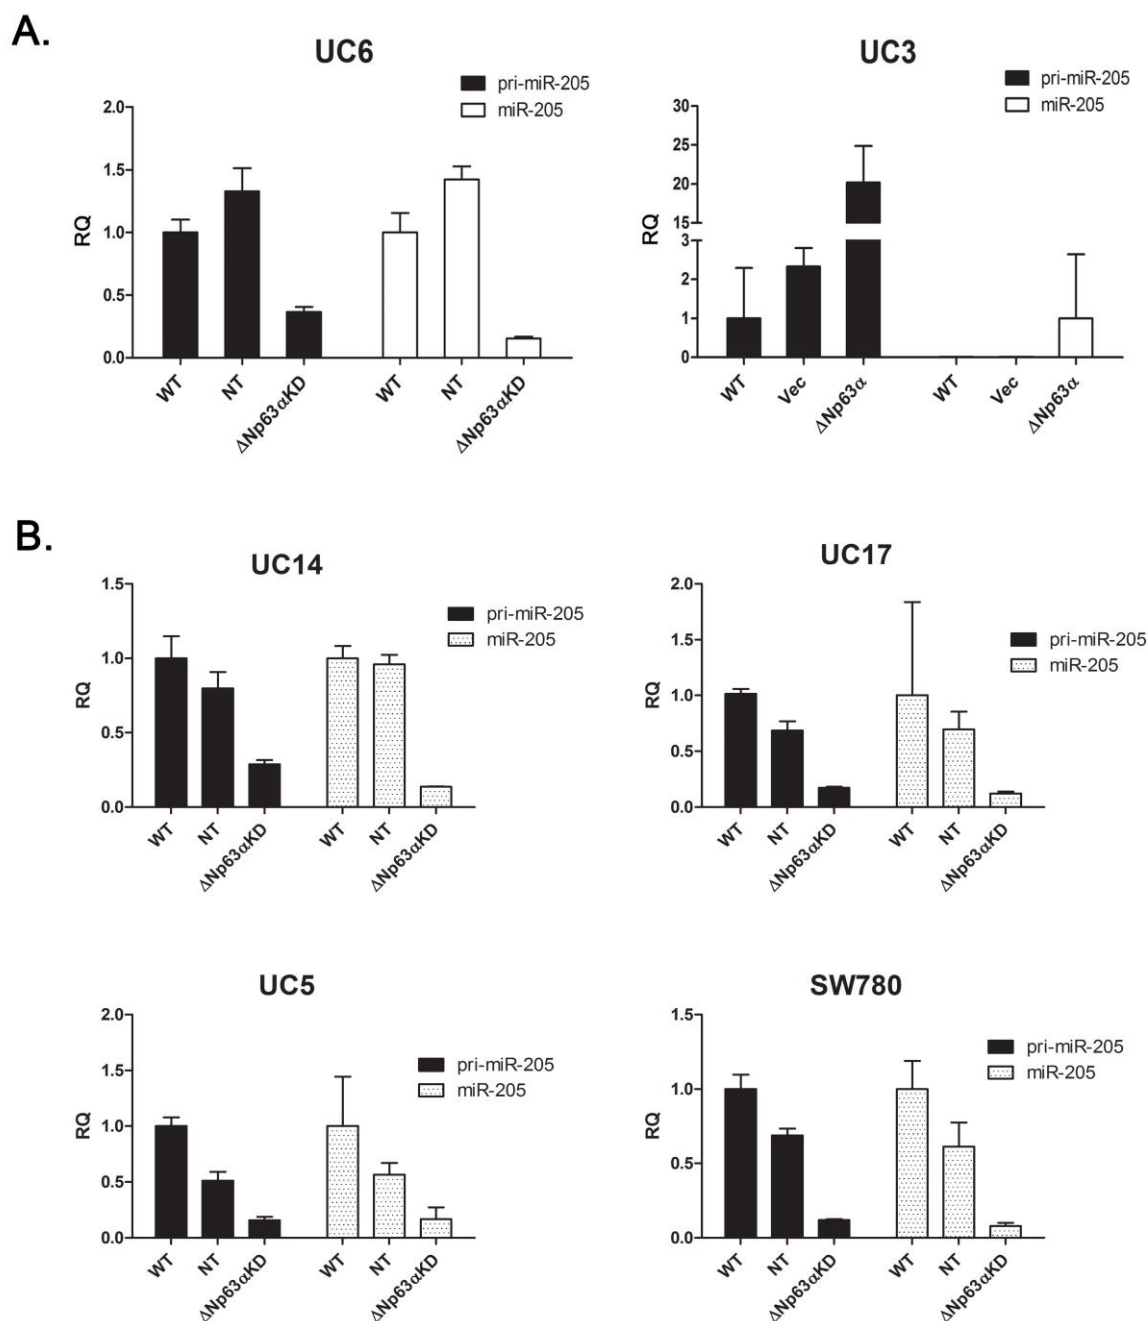 A.
UC6
pri-miR-205
miR-205
2.0
1.5
1.0
0.5
0.0
RQ
WT
NT
ΔNp63αKD
WT
NT
ΔNp63αKD
UC3
pri-miR-205
miR-205
30
25
20
15
3
2
1
0
RQ
WT
Vec
ΔNp63α
WT
Vec
ΔNp63α
B.
UC14
pri-miR-205
miR-205
1.5
1.0
0.5
0.0
RQ
WT
NT
ΔNp63αKD
WT
NT
ΔNp63αKD
UC17
pri-miR-205
miR-205
2.0
1.5
1.0
0.5
0.0
RQ
WT
NT
ΔNp63αKD
WT
NT
ΔNp63αKD
UC5
pri-miR-205
miR-205
2.0
1.5
1.0
0.5
0.0
RQ
WT
NT
ΔNp63αKD
WT
NT
ΔNp63αKD
SW780
pri-miR-205
miR-205
1.5
1.0
0.5
0.0
RQ
WT
NT
ΔNp63αKD
WT
NT
ΔNp63αKD